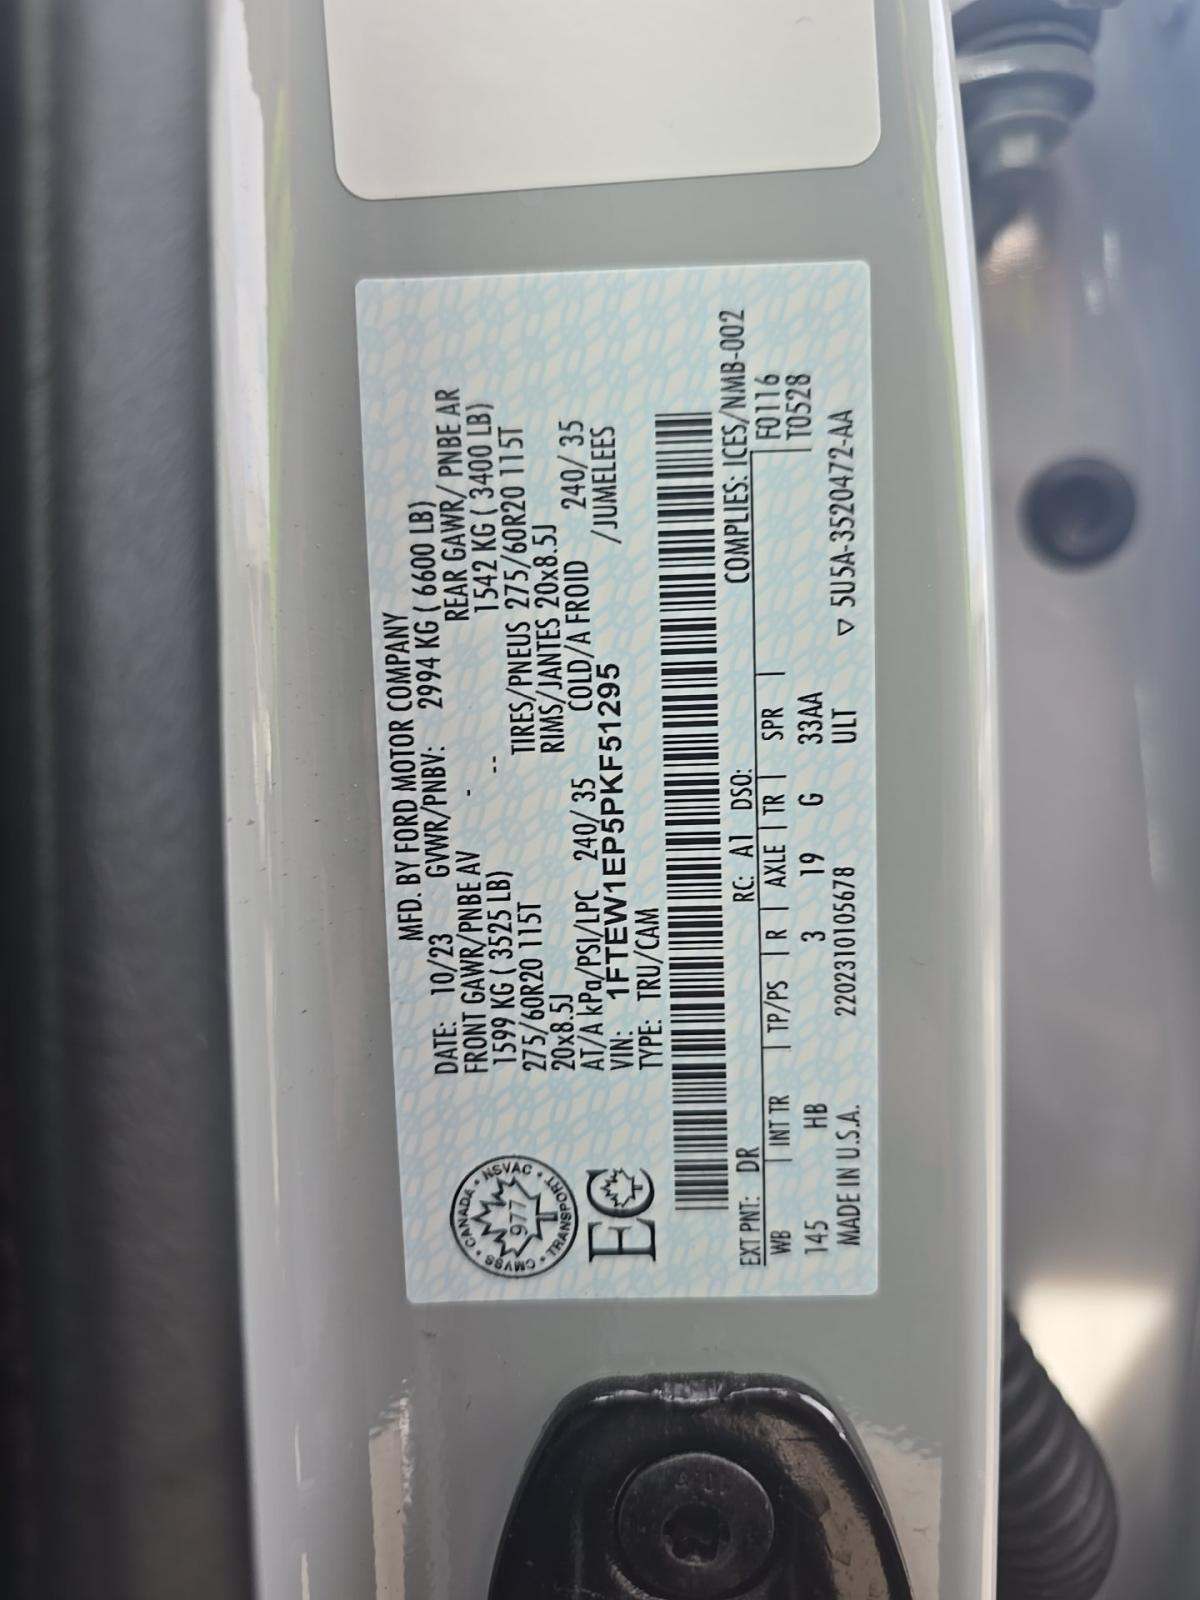 MFD. BY FORD MOTOR COMPANY
DATE: 10/23 GVWR/PNBV: 2994 KG ( 6600 LB)
FRONT GAWR/PNBE AV - REAR GAWR/ PNBE AR
1599 KG ( 3525 LB) -- 1542 KG ( 3400 LB)
275/60R20 115T TIRES/PNEUS 275/60R20 115T
20x8.5J RIMS/JANTES 20x8.5J
AT/A kPa/PSI/LPC 240/ 35 COLD/A FROID 240/ 35
VIN: 1FTEW1EP5PKF51295 /JUMELEES
TYPE: TRU/CAM
CANADA • NSVAC • TRANSPORT • CMVSS •
977
EC
COMPLIES: ICES/NMB-002
EXT PNT: DR RC: A1 DSO: F0116
WB | INT TR | TP/PS | R | AXLE | TR | SPR | T0528
145 HB 3 19 G 33AA
MADE IN U.S.A. 220231010567​8 ULT ▽ 5U5A-3520472-AA